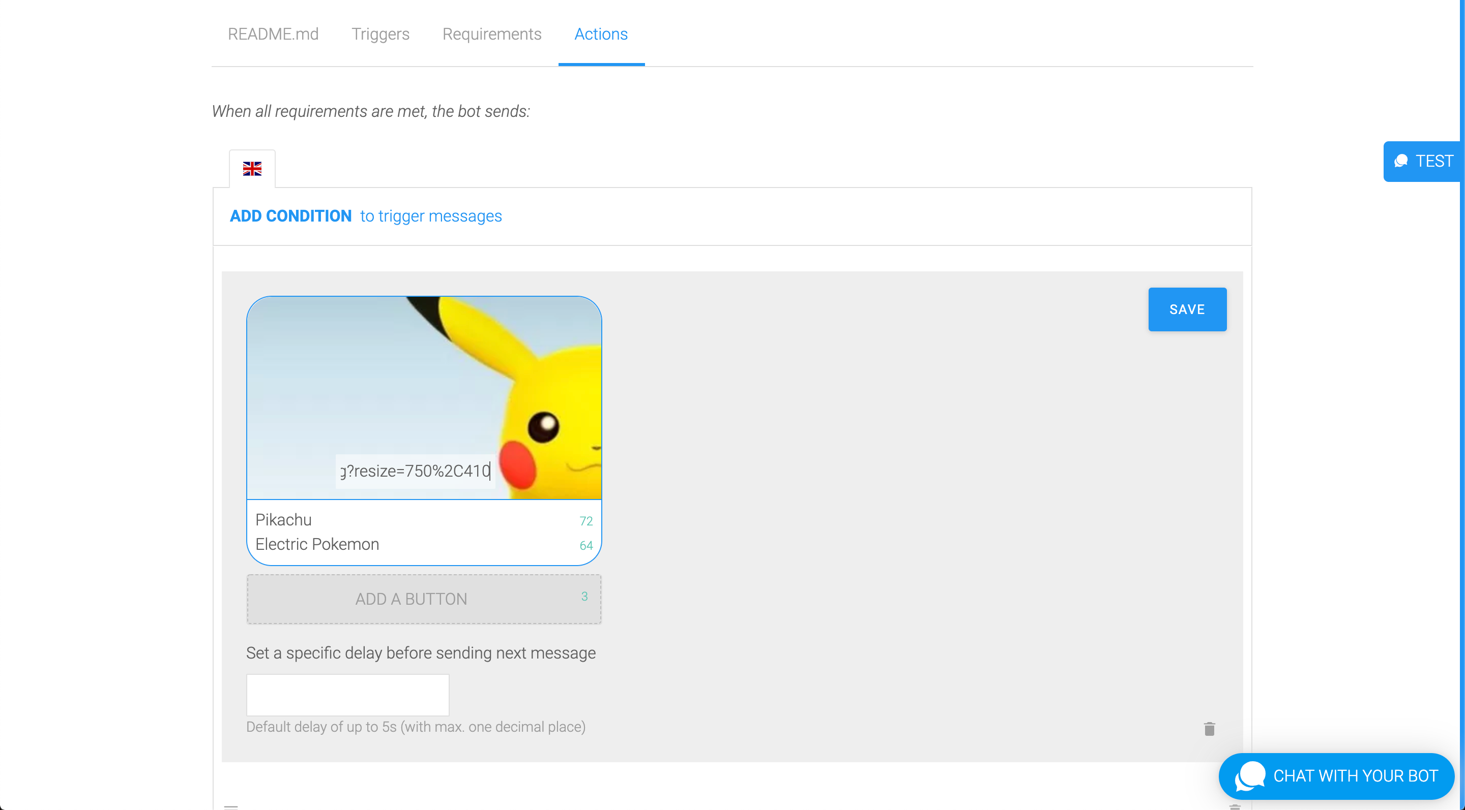 README.md Triggers Requirements Actions
When all requirements are met, the bot sends:
TEST
ADD CONDITION to trigger messages
SAVE
g?resize=750%2C410
Pikachu 72
Electric Pokemon 64
ADD A BUTTON 3
Set a specific delay before sending next message
Default delay of up to 5s (with max. one decimal place)
CHAT WITH YOUR BOT